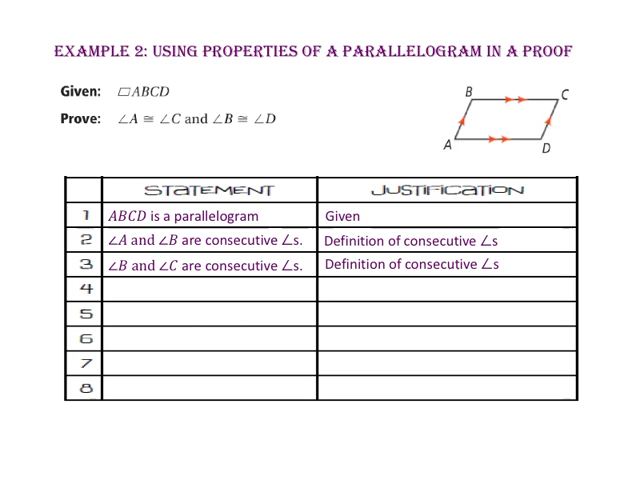 EXAMPLE 2: USING PROPERTIES OF A PARALLELOGRAM IN A PROOF
Given: ▱ABCD
Prove: ∠A ≅ ∠C and ∠B ≅ ∠D
B
C
A
D
STATEMENT JUSTIFICATION
1 ABCD is a parallelogram Given
2 ∠A and ∠B are consecutive ∠s. Definition of consecutive ∠s
3 ∠B and ∠C are consecutive ∠s. Definition of consecutive ∠s
4
5
6
7
8